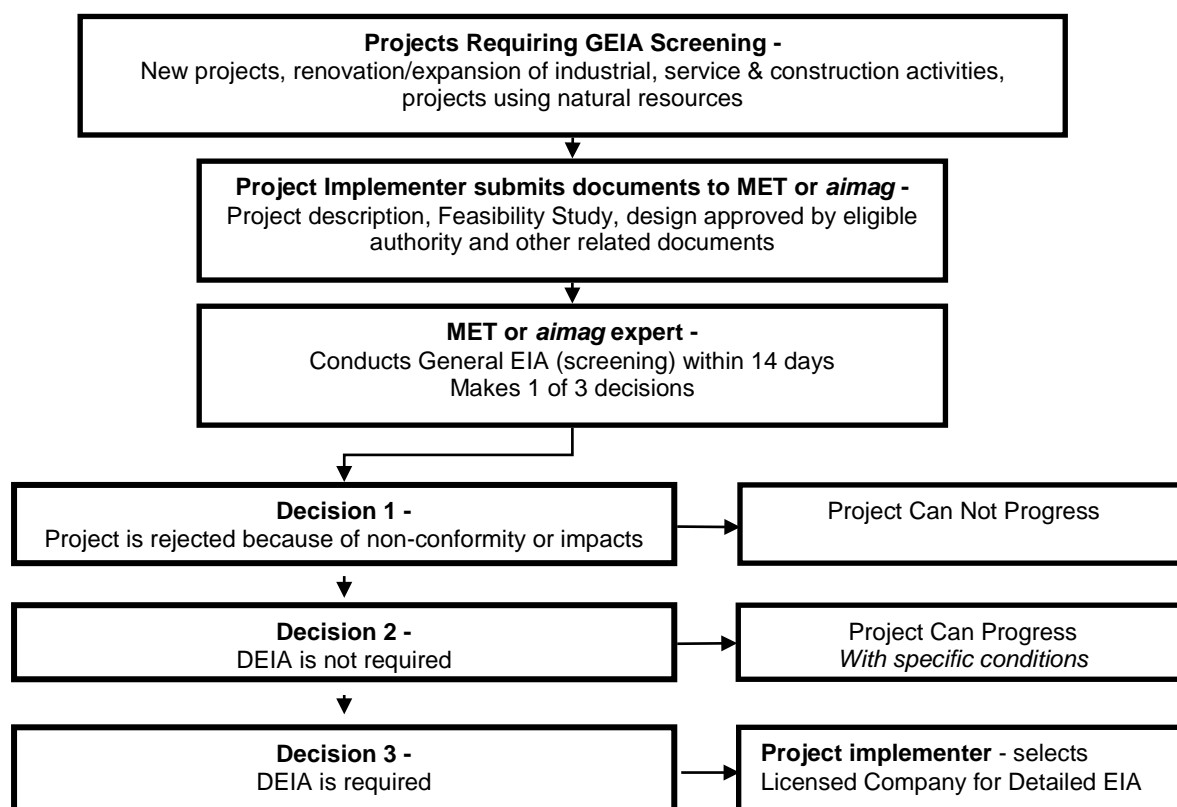 Projects Requiring GEIA Screening -
New projects, renovation/expansion of industrial, service & construction activities,
projects using natural resources
Project Implementer submits documents to MET or aimag -
Project description, Feasibility Study, design approved by eligible
authority and other related documents
MET or aimag expert -
Conducts General EIA (screening) within 14 days
Makes 1 of 3 decisions
Decision 1 -
Project is rejected because of non-conformity or impacts
Project Can Not Progress
Decision 2 -
DEIA is not required
Project Can Progress
With specific conditions
Decision 3 -
DEIA is required
Project implementer - selects
Licensed Company for Detailed EIA